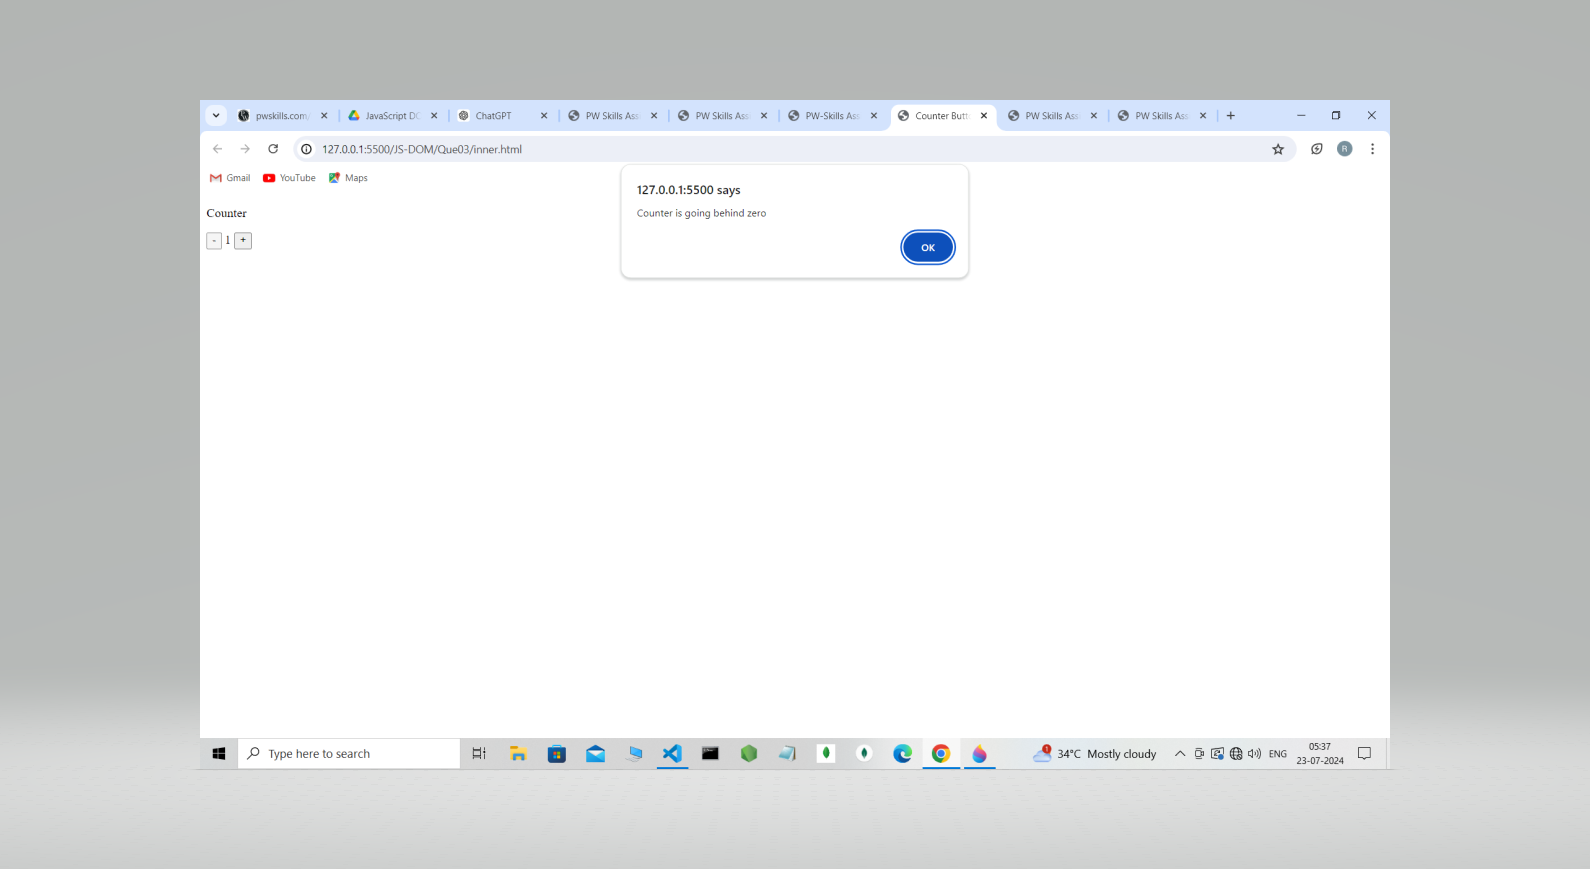 pwskills.com/
JavaScript DO
ChatGPT
PW Skills Ass
PW Skills Ass
PW-Skills Ass
Counter Butt
PW Skills Ass
PW Skills Ass
127.0.0.1:5500/JS-DOM/Que03/inner.html
R
Gmail
YouTube
Maps
127.0.0.1:5500 says
Counter is going behind zero
OK
Counter
- 1 +
Type here to search
1
34°C Mostly cloudy
ENG
05:37
23-07-2024